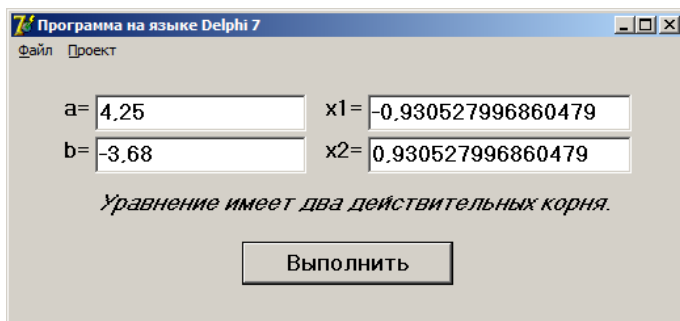 Программа на языке Delphi 7
Файл Проект
a= 4,25 x1= -0,930527996860479
b= -3,68 x2= 0,930527996860479
Уравнение имеет два действительных корня.
Выполнить